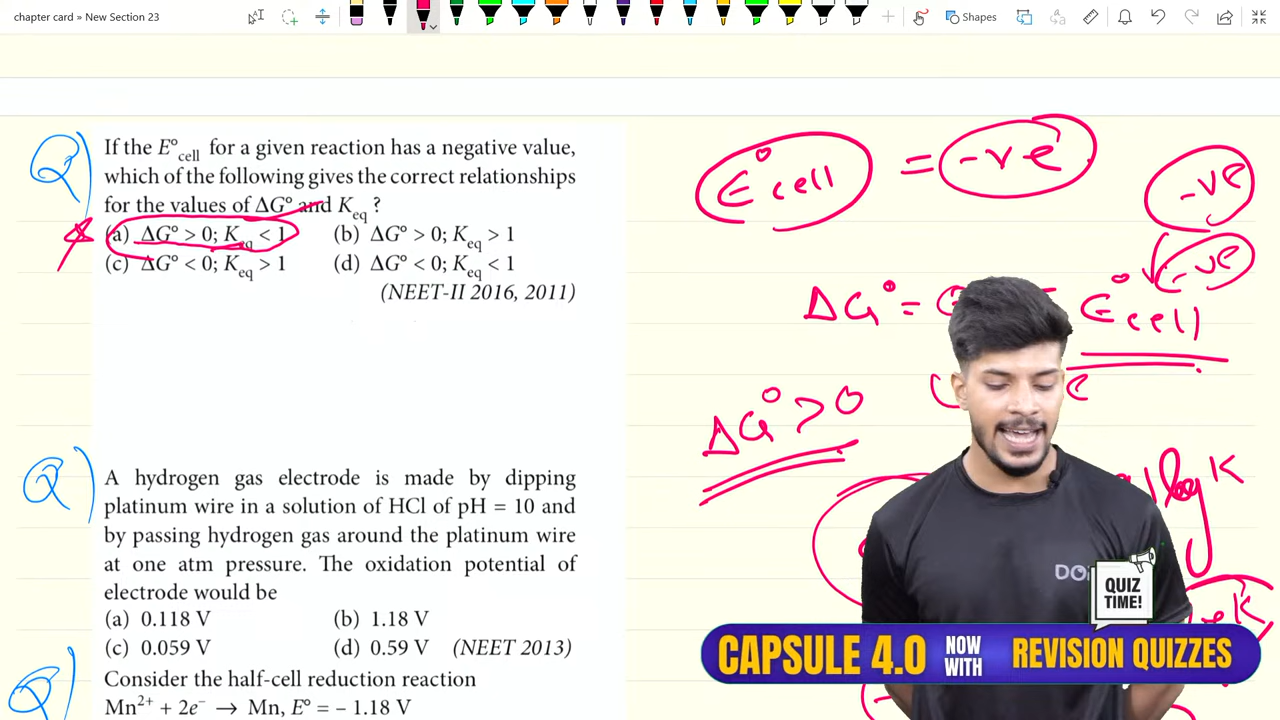 chapter card » New Section 23
Shapes
Q)
If the E°cell for a given reaction has a negative value,
which of the following gives the correct relationships
for the values of ΔG° and Keq ?
(a) ΔG° > 0; Keq < 1 (b) ΔG° > 0; Keq > 1
(c) ΔG° < 0; Keq > 1 (d) ΔG° < 0; Keq < 1
(NEET-II 2016, 2011)
E°cell = -ve
-ve
-ve
ΔG° = E°cell
ΔG° > 0
log K
Q)
A hydrogen gas electrode is made by dipping
platinum wire in a solution of HCl of pH = 10 and
by passing hydrogen gas around the platinum wire
at one atm pressure. The oxidation potential of
electrode would be
(a) 0.118 V (b) 1.18 V
(c) 0.059 V (d) 0.59 V (NEET 2013)
Q)
Consider the half-cell reduction reaction
Mn2+ + 2e– → Mn, E° = – 1.18 V
QUIZ
TIME!
CAPSULE 4.0 NOW WITH REVISION QUIZZES